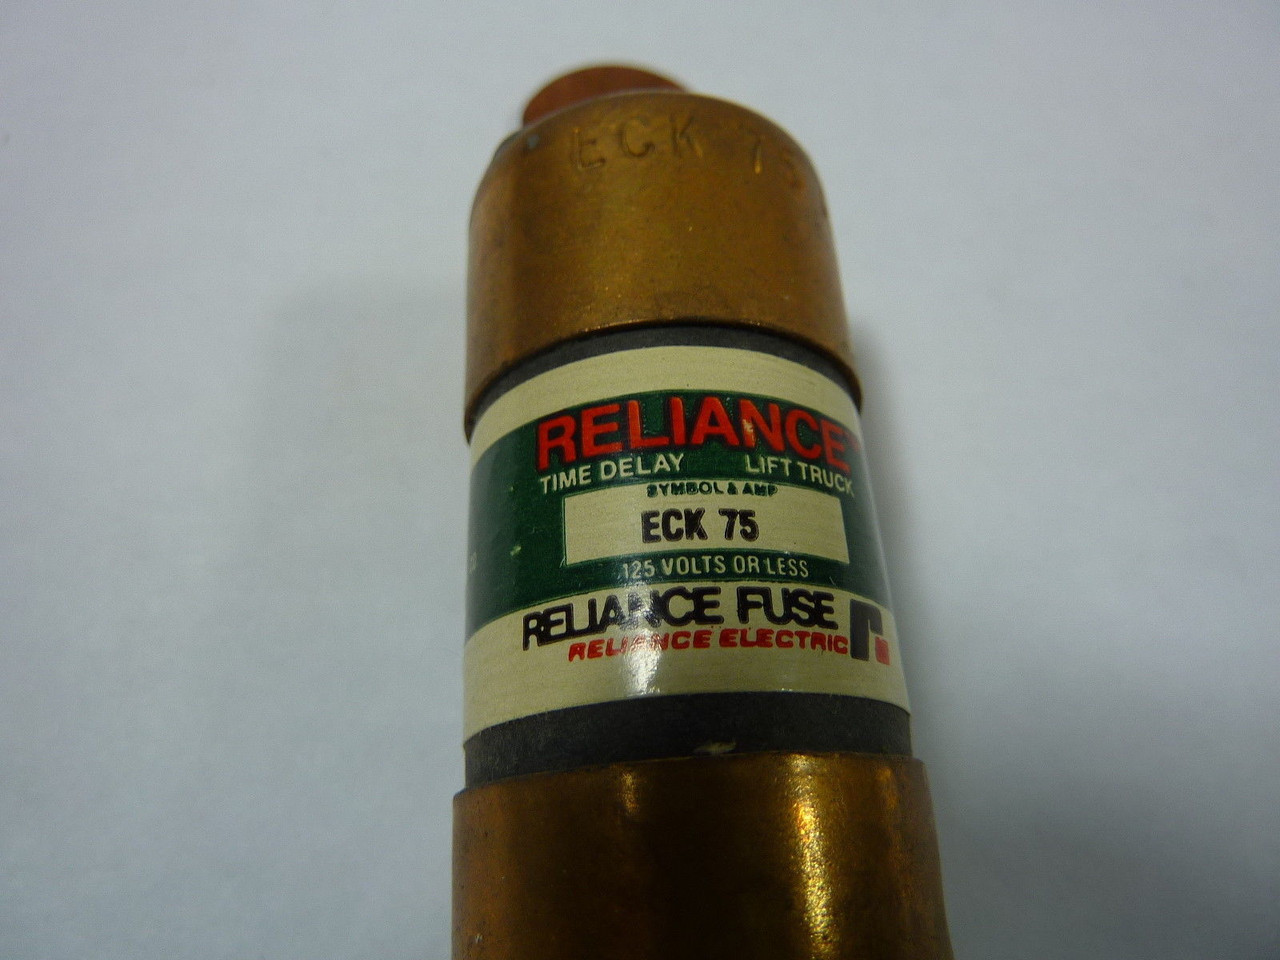 ECK 75
RELIANCE
TIME DELAY LIFT TRUCK
SYMBOL & AMP
ECK 75
125 VOLTS OR LESS
RELIANCE FUSE
RELIANCE ELECTRIC